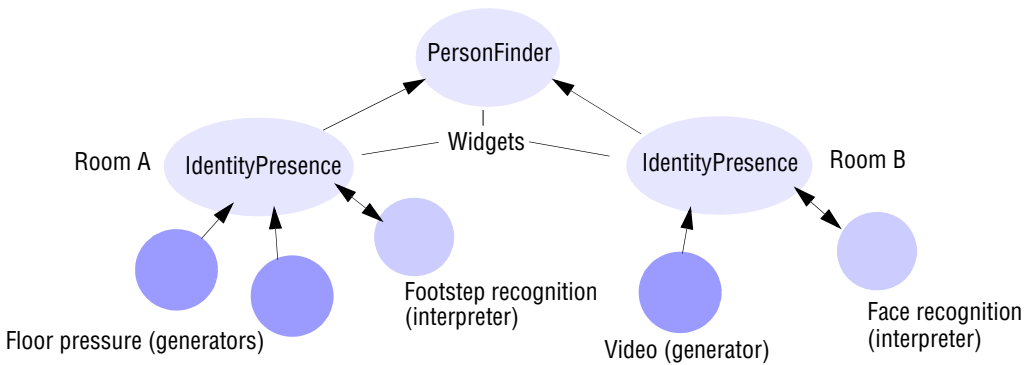 PersonFinder
Widgets
Room A
IdentityPresence
IdentityPresence
Room B
Footstep recognition
(interpreter)
Floor pressure (generators)
Video (generator)
Face recognition
(interpreter)